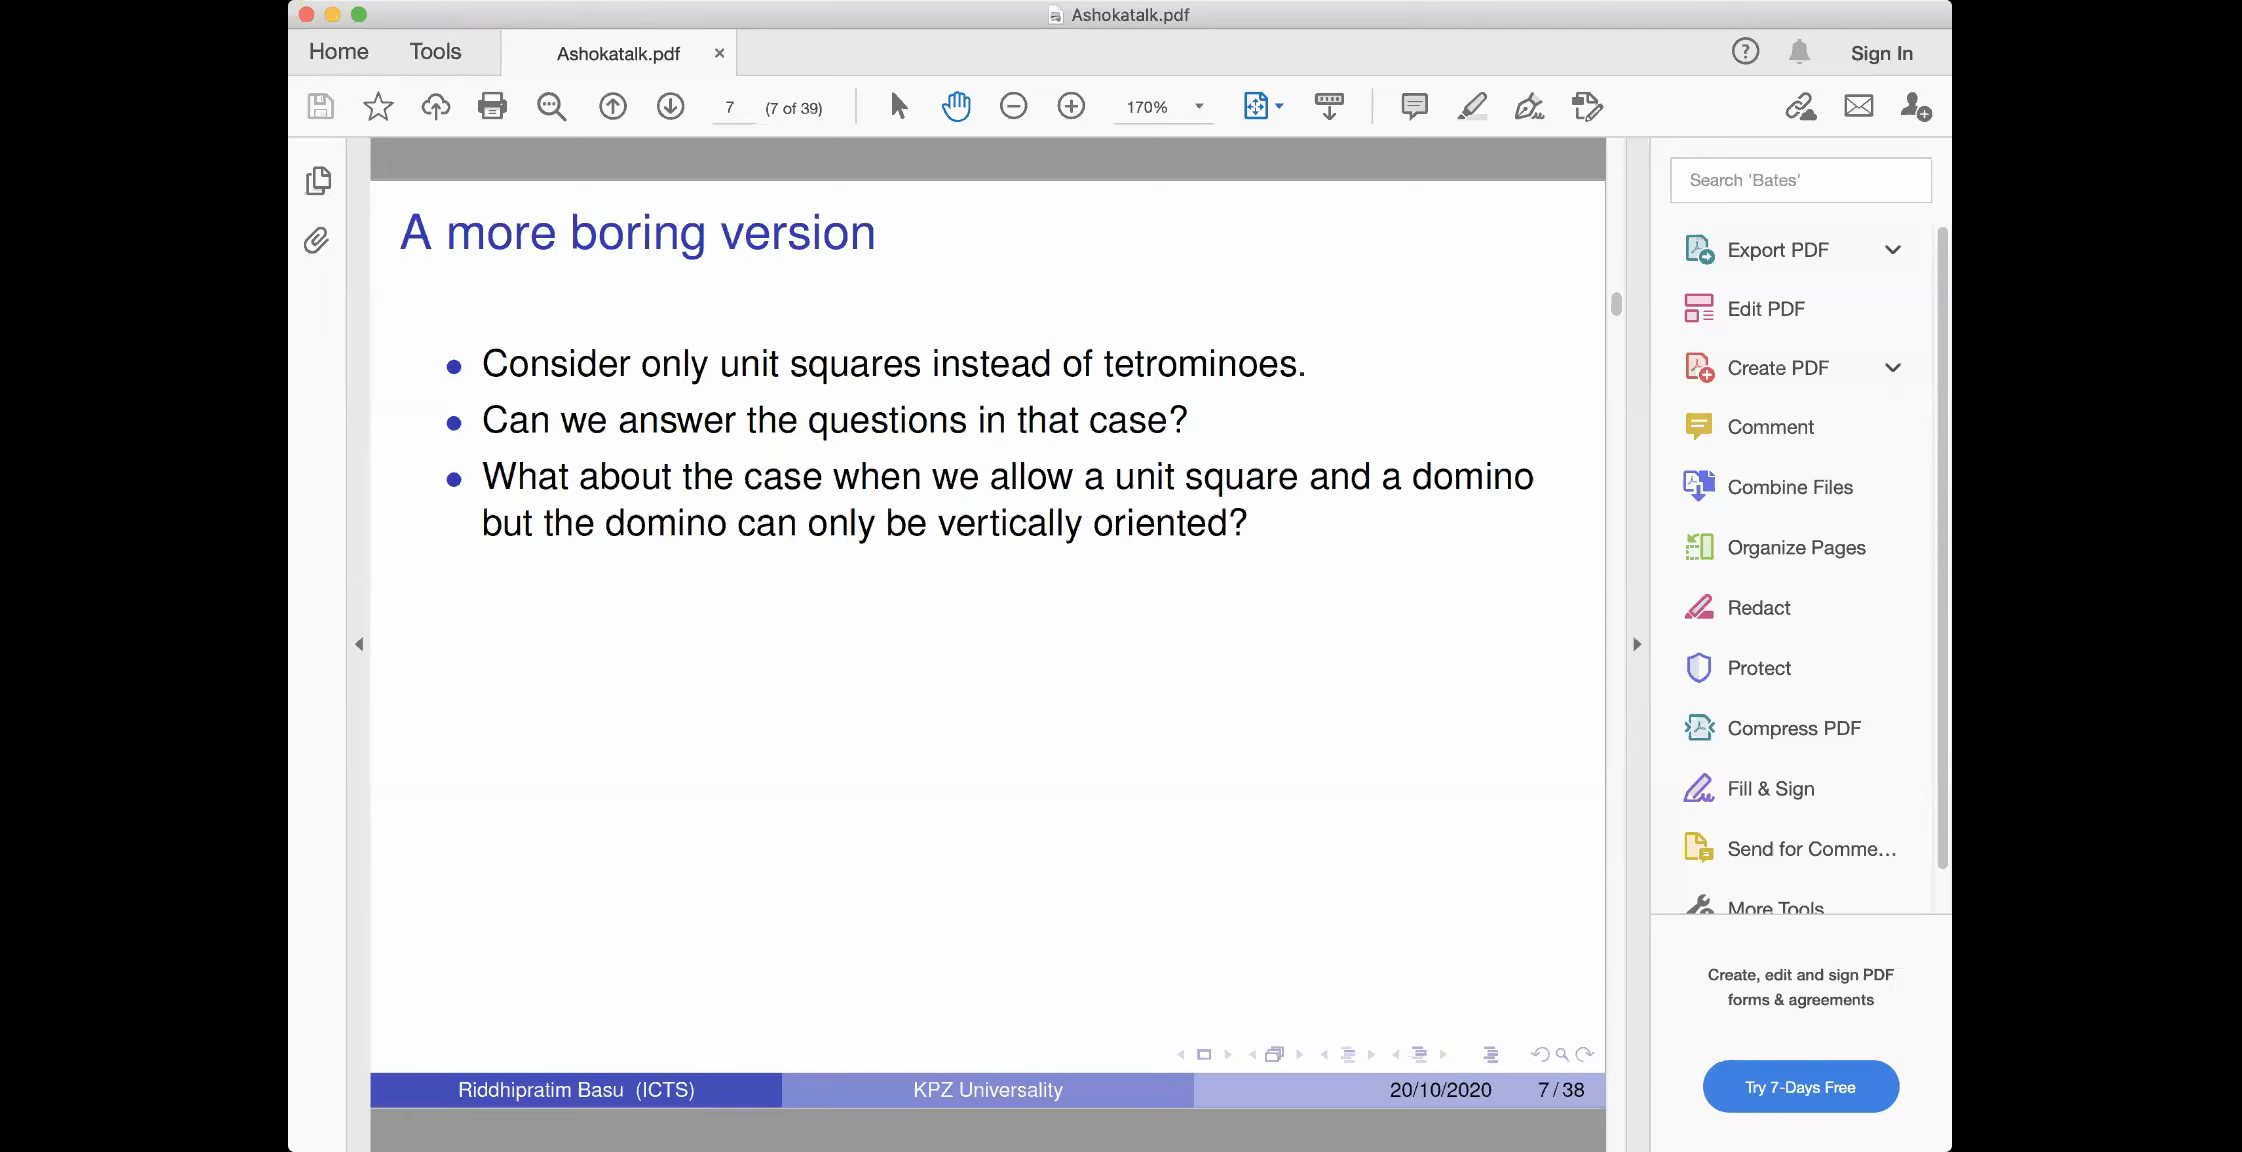 Ashokatalk.pdf
Home Tools Ashokatalk.pdf × Sign In
7 (7 of 39) 170%
Search 'Bates'
A more boring version
Export PDF
Edit PDF
• Consider only unit squares instead of tetrominoes.
Create PDF
• Can we answer the questions in that case?
Comment
• What about the case when we allow a unit square and a domino
but the domino can only be vertically oriented?
Combine Files
Organize Pages
Redact
Protect
Compress PDF
Fill & Sign
Send for Comme...
More Tools
Create, edit and sign PDF
forms & agreements
Try 7-Days Free
Riddhipratim Basu (ICTS) KPZ Universality 20/10/2020 7 / 38